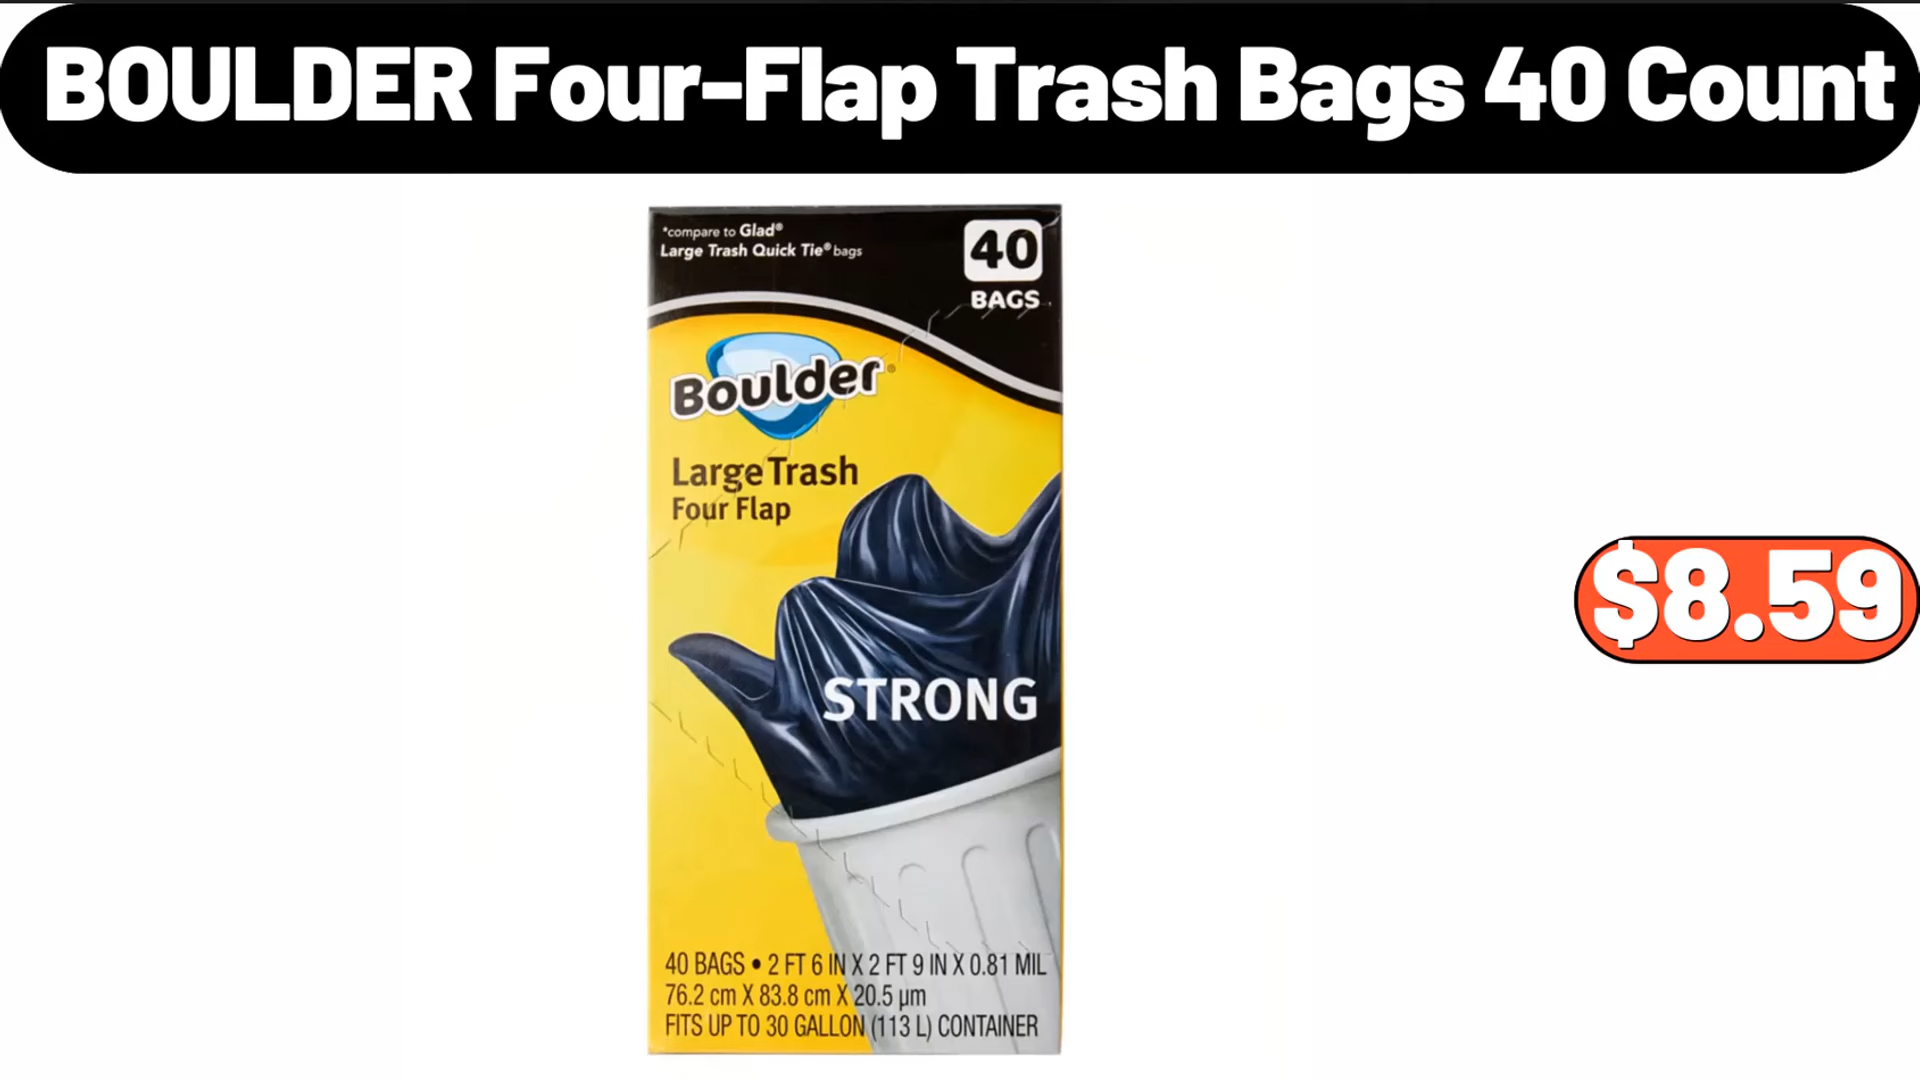 BOULDER Four-Flap Trash Bags 40 Count
*compare to Glad®
Large Trash Quick Tie® bags
40
BAGS
Boulder®
Large Trash
Four Flap
STRONG
$8.59
40 BAGS • 2 FT 6 IN X 2 FT 9 IN X 0.81 MIL
76.2 cm X 83.8 cm X 20.5 µm
FITS UP TO 30 GALLON (113 L) CONTAINER